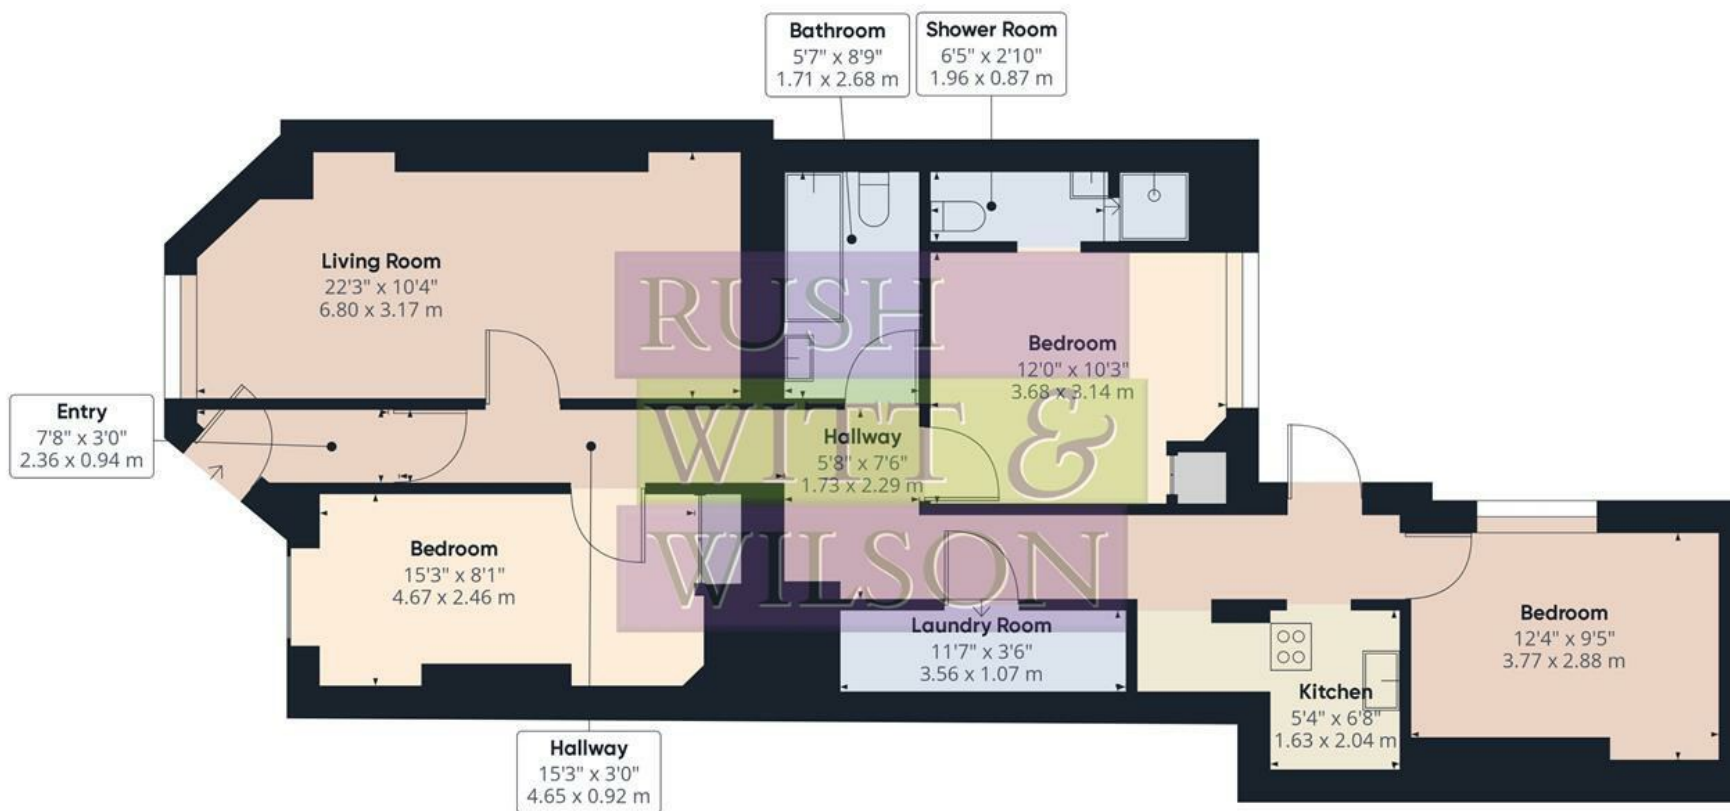 Bathroom
5'7" x 8'9"
1.71 x 2.68 m
Shower Room
6'5" x 2'10"
1.96 x 0.87 m
Living Room
22'3" x 10'4"
6.80 x 3.17 m
RUSH
WITT &
WILSON
Bedroom
12'0" x 10'3"
3.68 x 3.14 m
Entry
7'8" x 3'0"
2.36 x 0.94 m
Hallway
5'8" x 7'6"
1.73 x 2.29 m
Bedroom
15'3" x 8'1"
4.67 x 2.46 m
Laundry Room
11'7" x 3'6"
3.56 x 1.07 m
Bedroom
12'4" x 9'5"
3.77 x 2.88 m
Kitchen
5'4" x 6'8"
1.63 x 2.04 m
Hallway
15'3" x 3'0"
4.65 x 0.92 m